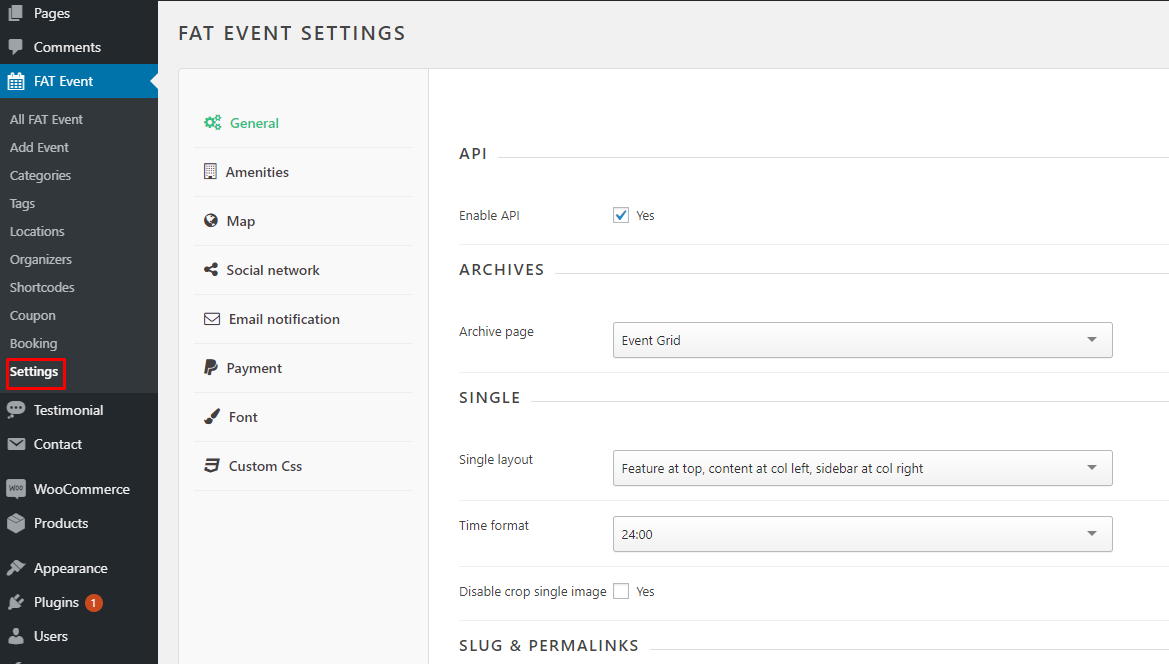 Pages
Comments
FAT Event
All FAT Event
Add Event
Categories
Tags
Locations
Organizers
Shortcodes
Coupon
Booking
Settings
Testimonial
Contact
WOO WooCommerce
Products
Appearance
Plugins 1
Users
FAT EVENT SETTINGS
General
Amenities
Map
Social network
Email notification
Payment
Font
Custom Css
API
Enable API Yes
ARCHIVES
Archive page Event Grid
SINGLE
Single layout Feature at top, content at col left, sidebar at col right
Time format 24:00
Disable crop single image Yes
SLUG & PERMALINKS